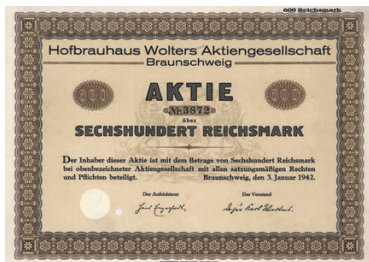 600 Reichsmark
Hofbrauhaus Wolters Aktiengesellschaft
Braunschweig
600
AKTIE
600
№ 3872
über
SECHSHUNDERT REICHSMARK
Der Inhaber dieser Aktie ist mit dem Betrage von Sechshundert Reichsmark
bei obenbezeichneter Aktiengesellschaft mit allen satzungsmäßigen Rechten
und Pflichten beteiligt. Braunschweig, den 3. Januar 1942.
Der Aufsichtsrat Der Vorstand